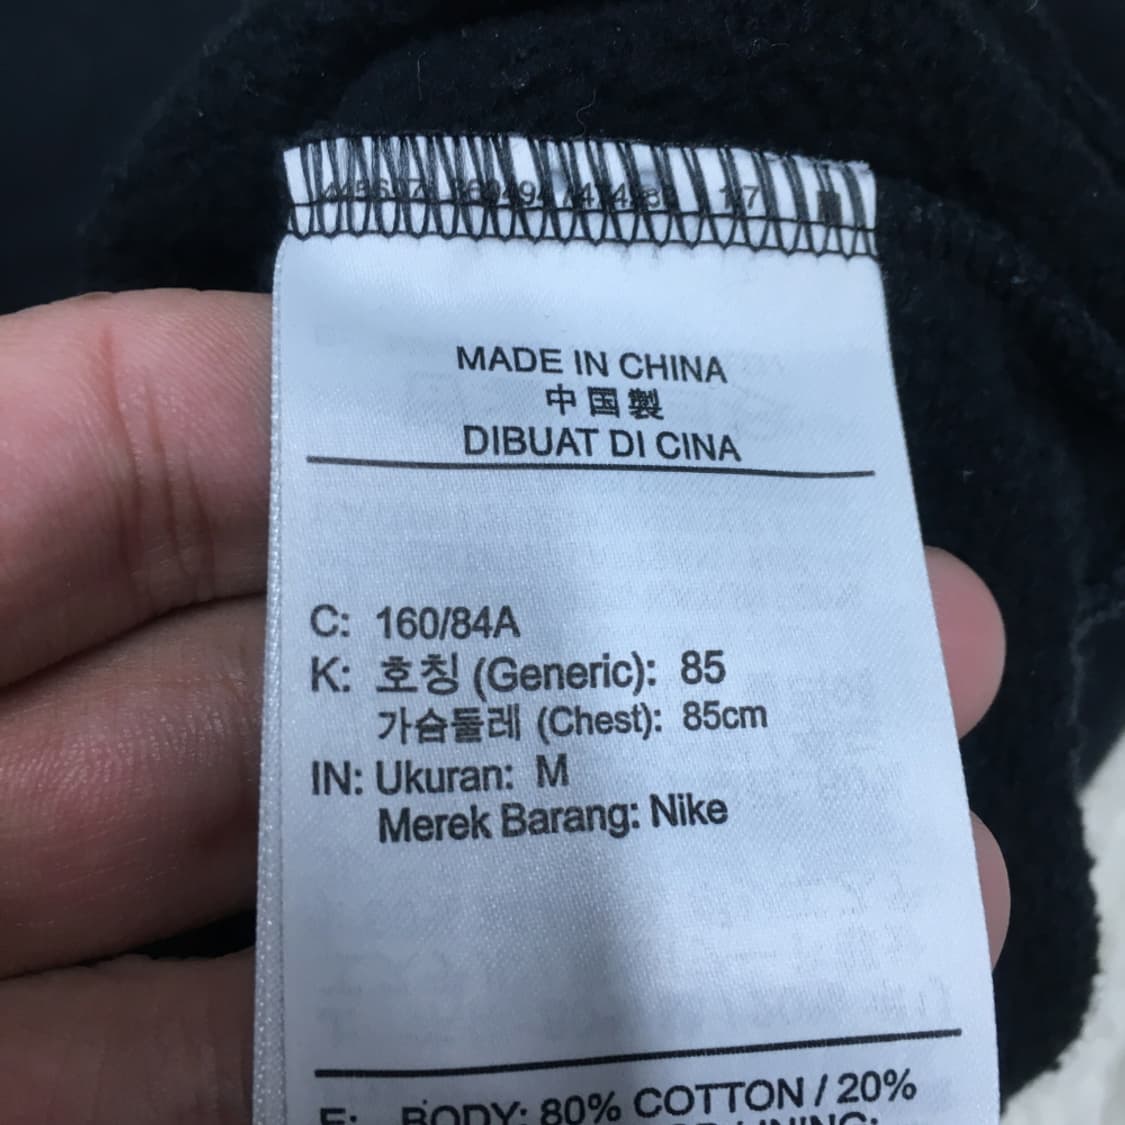 MADE IN CHINA
中国製
DIBUAT DI CINA
C: 160/84A
K: 호칭 (Generic): 85
가슴둘레 (Chest): 85cm
IN: Ukuran: M
Merek Barang: Nike
E: BODY: 80% COTTON / 20%
LINING: